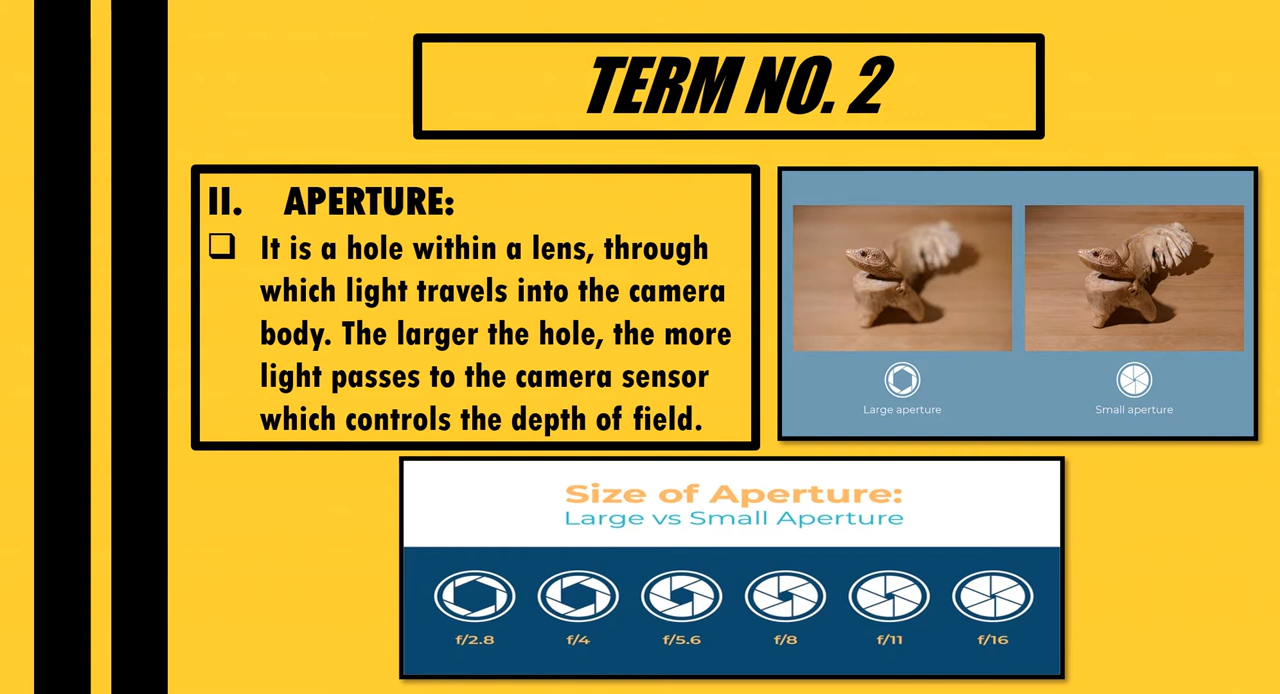 TERM NO. 2
II. APERTURE:
❑ It is a hole within a lens, through
which light travels into the camera
body. The larger the hole, the more
light passes to the camera sensor
which controls the depth of field.
Large aperture
Small aperture
Size of Aperture:
Large vs Small Aperture
f/2.8 f/4 f/5.6 f/8 f/11 f/16